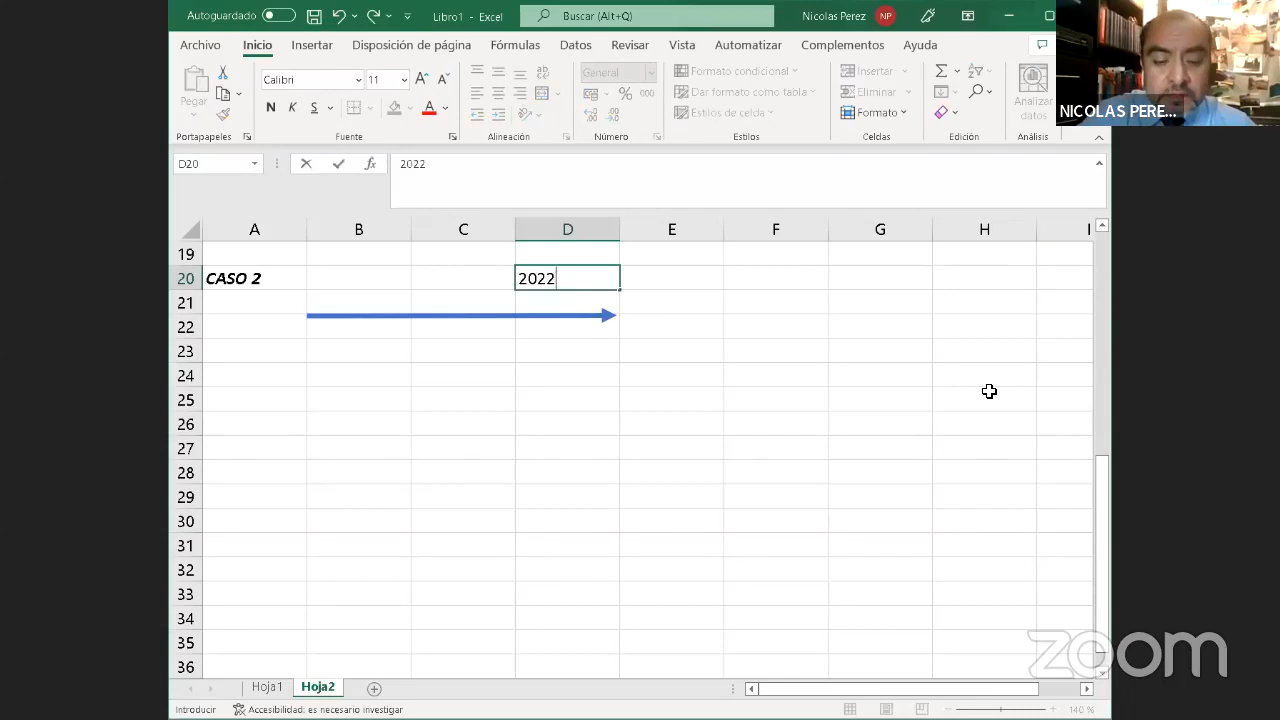 Autoguardado
Libro1 - Excel
Buscar (Alt+Q)
Nicolas Perez
NP
Archivo Inicio Insertar Disposición de página Fórmulas Datos Revisar Vista Automatizar Complementos Ayuda
Pegar
Calibri 11
N K S
General
% 000
Formato condicional
Dar formato como tabla
Estilos de celda
Insertar
Eliminar
Formato
Analizar
datos
Portapapeles Fuente Alineación Número Estilos Celdas Edición Análisis
NICOLAS PERE...
D20 fx 2022
A B C D E F G H I
19
20 CASO 2 2022
21
22
23
24
25
26
27
28
29
30
31
32
33
34
35
36
zoom
Hoja1 Hoja2
Introducir Accesibilidad: es necesario investigar 140 %